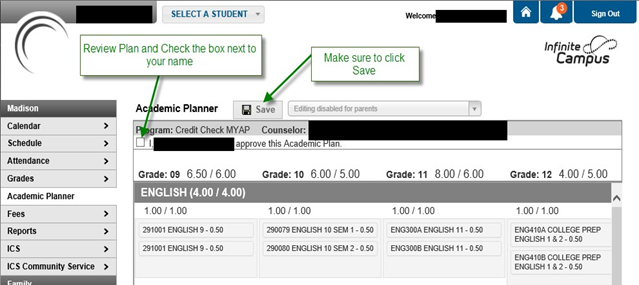 SELECT A STUDENT
Welcome
3
Sign Out
Review Plan and Check the box next to
your name
Make sure to click
Save
Infinite
Campus
Madison
Academic Planner
Save
Editing disabled for parents
Calendar
Program: Credit Check MYAP Counselor:
Schedule
I, approve this Academic Plan.
Attendance
Grades
Grade: 09 6.50 / 6.00 Grade: 10 6.00 / 5.00 Grade: 11 8.00 / 6.00 Grade: 12 4.00 / 5.00
Academic Planner
ENGLISH (4.00 / 4.00)
Fees
1.00 / 1.00 1.00 / 1.00 1.00 / 1.00 1.00 / 1.00
Reports
291001 ENGLISH 9 - 0.50 290079 ENGLISH 10 SEM 1 - 0.50 ENG300A ENGLISH 11 - 0.50 ENG410A COLLEGE PREP
ENGLISH 1 & 2 - 0.50
ICS
291001 ENGLISH 9 - 0.50 290080 ENGLISH 10 SEM 2 - 0.50 ENG300B ENGLISH 11 - 0.50 ENG410B COLLEGE PREP
ENGLISH 1 & 2 - 0.50
ICS Community Service
Family